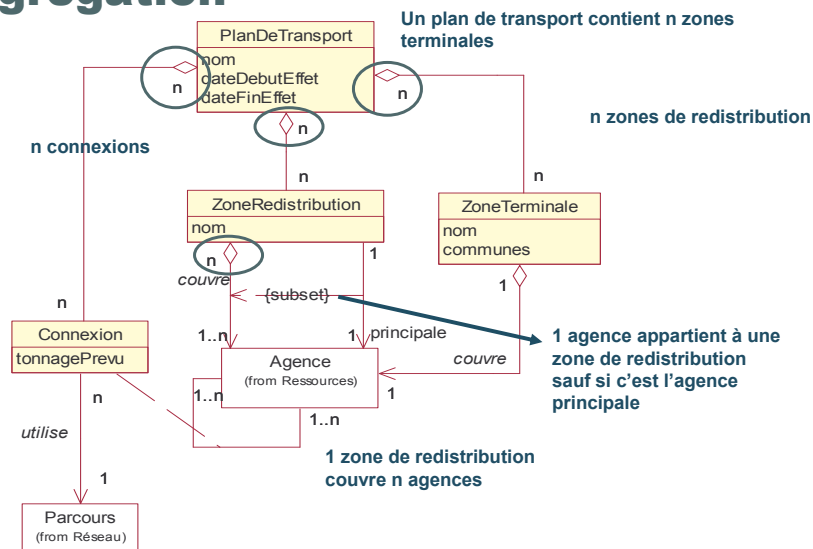 grégation
Un plan de transport contient n zones
terminales
PlanDeTransport
nom
dateDebutEffet
dateFinEffet
n
n
n
n zones de redistribution
n connexions
n
n
ZoneRedistribution
nom
ZoneTerminale
nom
communes
n
1
couvre
1
{subset}
n
1..n
1
principale
1 agence appartient à une
zone de redistribution
sauf si c'est l'agence
principale
Connexion
tonnagePrevu
Agence
(from Ressources)
couvre
1
1..n
1..n
n
utilise
1
1 zone de redistribution
couvre n agences
Parcours
(from Réseau)